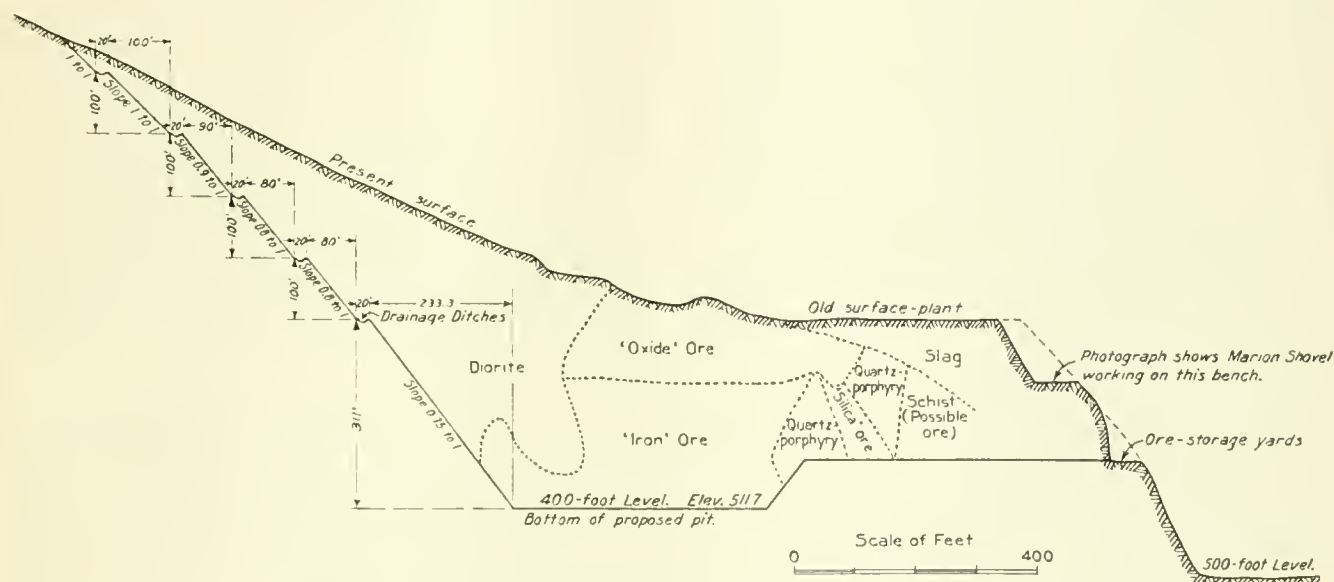 20' 100'
1 to 1
100'
Slope 1 to 1
20' 90'
100'
Slope 0.9 to 1
20' 80'
100'
Slope 0.8 to 1
20' 80'
100'
Slope 0.8 to 1
20' 233.3
Drainage Ditches
311'
Slope 0.75 to 1
Present
surface
Old surface-plant
Diorite
'Oxide' Ore
'Iron' Ore
Quartz-
porphyry
Quartz-
porphyry
Silica ore
Slag
Schist
(Possible
ore)
Photograph shows Marion Shovel
working on this bench.
Ore-storage yards
400-foot Level. Elev. 5117
Bottom of proposed pit.
Scale of Feet
0 400
500-foot Level.